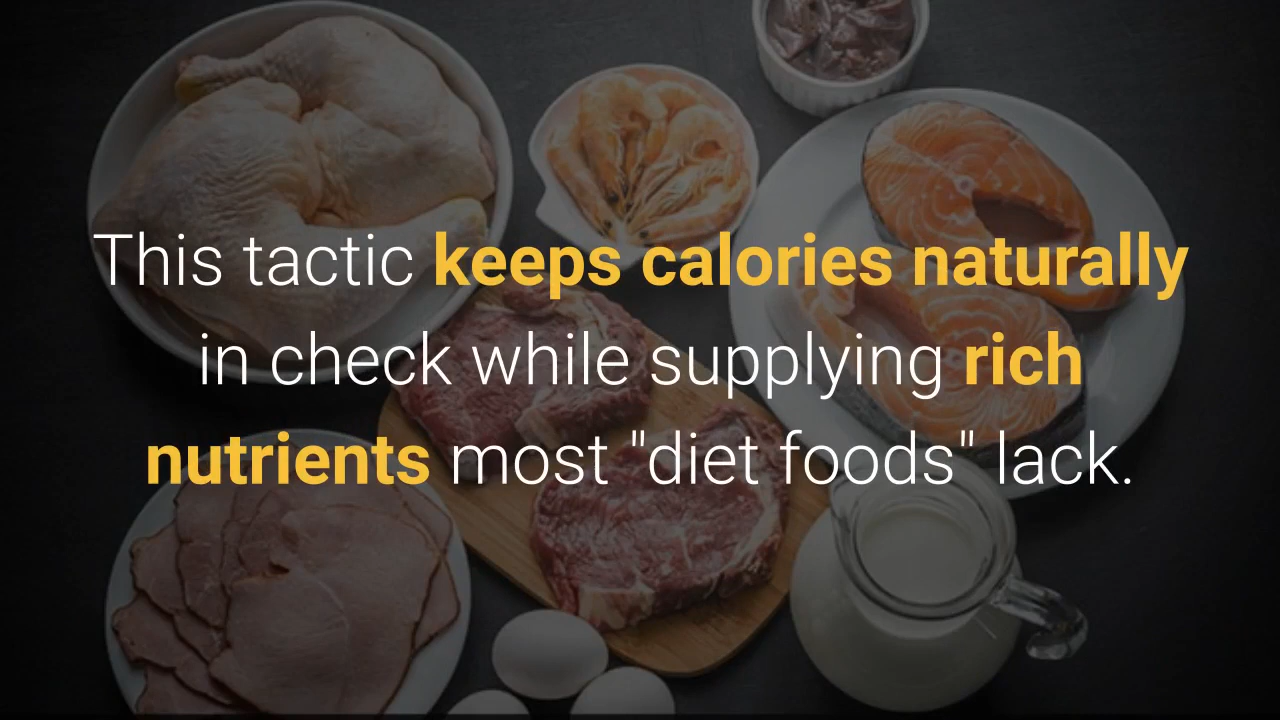 This tactic keeps calories naturally
in check while supplying rich
nutrients most "diet foods" lack.